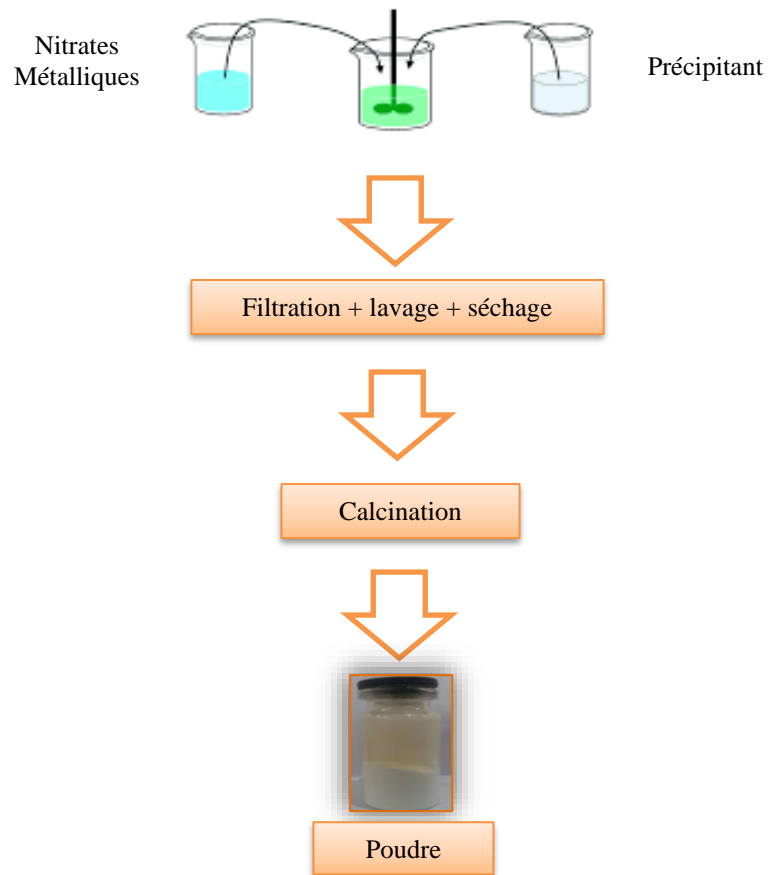 Nitrates
Métalliques
Précipitant
Filtration + lavage + séchage
Calcination
Poudre